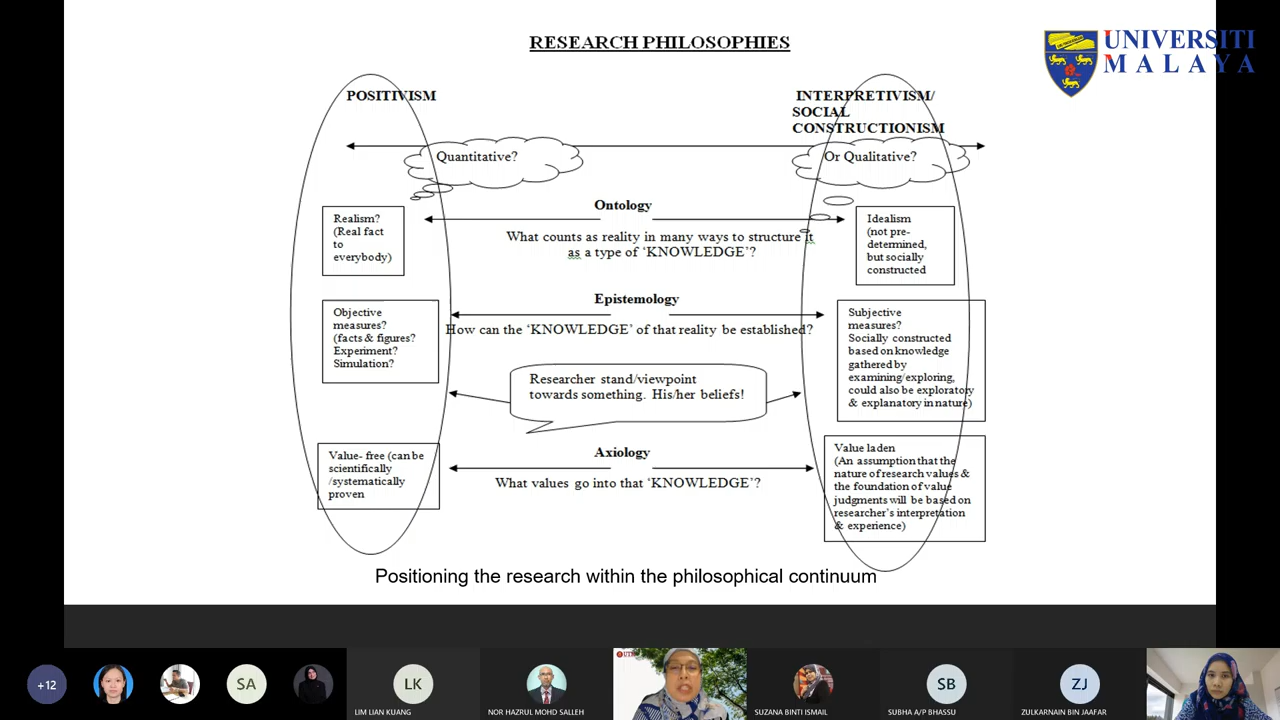 RESEARCH PHILOSOPHIES
UNIVERSITI
MALAYA
POSITIVISM
INTERPRETIVISM/
SOCIAL
CONSTRUCTIONISM
Quantitative?
Or Qualitative?
Ontology
Realism?
(Real fact
to
everybody)
What counts as reality in many ways to structure it
as a type of ‘KNOWLEDGE’?
Idealism
(not pre-
determined,
but socially
constructed
Epistemology
Objective
measures?
(facts & figures?
Experiment?
Simulation?
How can the ‘KNOWLEDGE’ of that reality be established?
Subjective
measures?
Socially constructed
based on knowledge
gathered by
examining/exploring,
could also be exploratory
& explanatory in nature)
Researcher stand/viewpoint
towards something. His/her beliefs!
Axiology
Value- free (can be
scientifically
/systematically
proven
What values go into that ‘KNOWLEDGE’?
Value laden
(An assumption that the
nature of research values &
the foundation of value
judgments will be based on
researcher’s interpretation
& experience)
Positioning the research within the philosophical continuum
+12
SA
LK
LIM LIAN KUANG
NOR HAZRUL MOHD SALLEH
SUZANA BINTI ISMAIL
SB
SUBHA A/P BHASSU
ZJ
ZULKARNAIN BIN JAAFAR